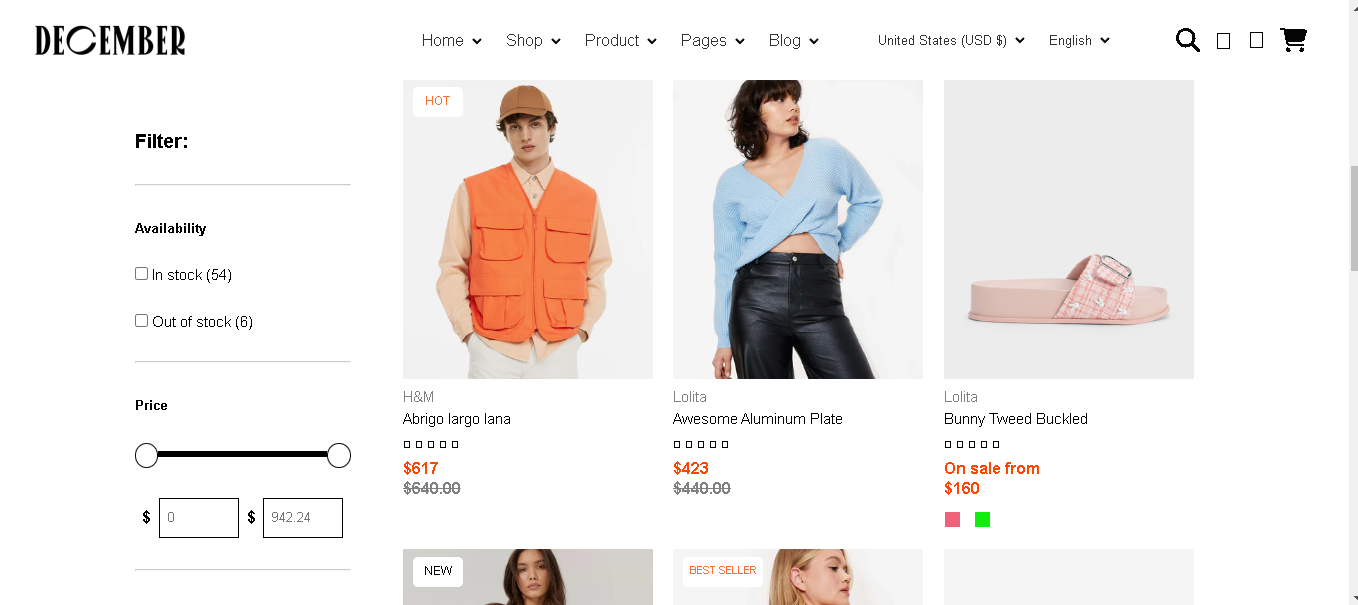 DECEMBER
Home Shop Product Pages Blog United States (USD $) English
Filter:
Availability
In stock (54)
Out of stock (6)
Price
$ 0 $ 942.24
HOT
H&M
Abrigo largo lana
$617
$640.00
Lolita
Awesome Aluminum Plate
$423
$440.00
Lolita
Bunny Tweed Buckled
On sale from
$160
NEW
BEST SELLER